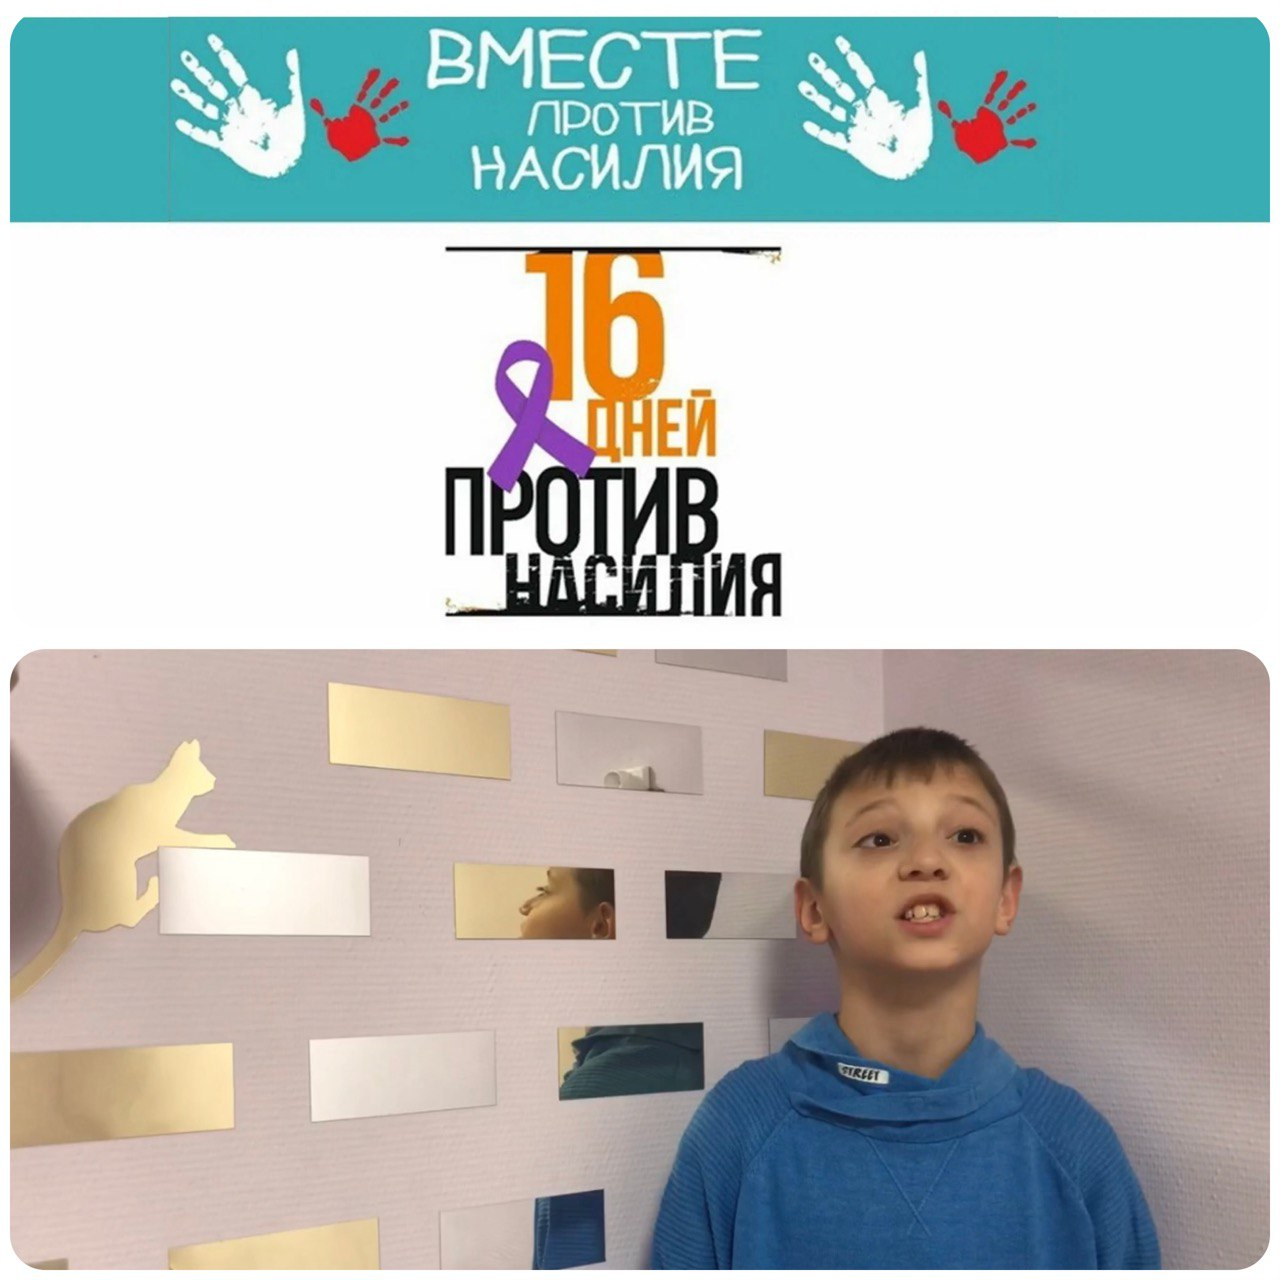 ВМЕСТЕ
ПРОТИВ
НАСИЛИЯ
16
ДНЕЙ
ПРОТИВ
НАСИЛИЯ
STREET